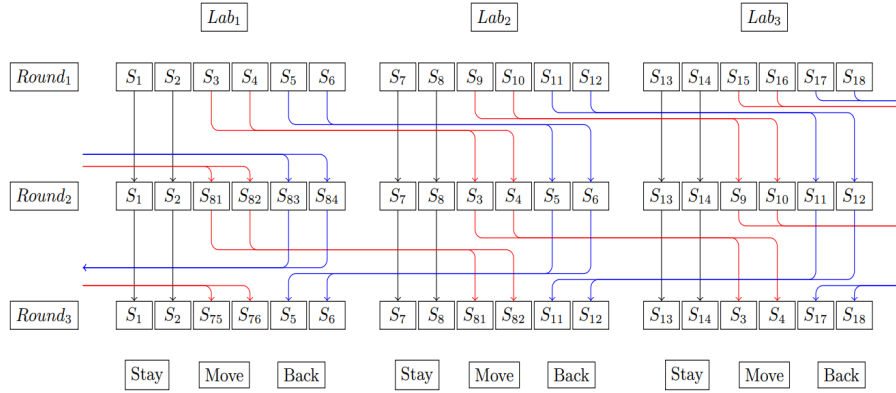 Lab₁ Lab₂ Lab₃
Round₁ S₁ S₂ S₃ S₄ S₅ S₆ S₇ S₈ S₉ S₁₀ S₁₁ S₁₂ S₁₃ S₁₄ S₁₅ S₁₆ S₁₇ S₁₈
Round₂ S₁ S₂ S₈₁ S₈₂ S₈₃ S₈₄ S₇ S₈ S₃ S₄ S₅ S₆ S₁₃ S₁₄ S₉ S₁₀ S₁₁ S₁₂
Round₃ S₁ S₂ S₇₅ S₇₆ S₅ S₆ S₇ S₈ S₈₁ S₈₂ S₁₁ S₁₂ S₁₃ S₁₄ S₃ S₄ S₁₇ S₁₈
Stay Move Back Stay Move Back Stay Move Back